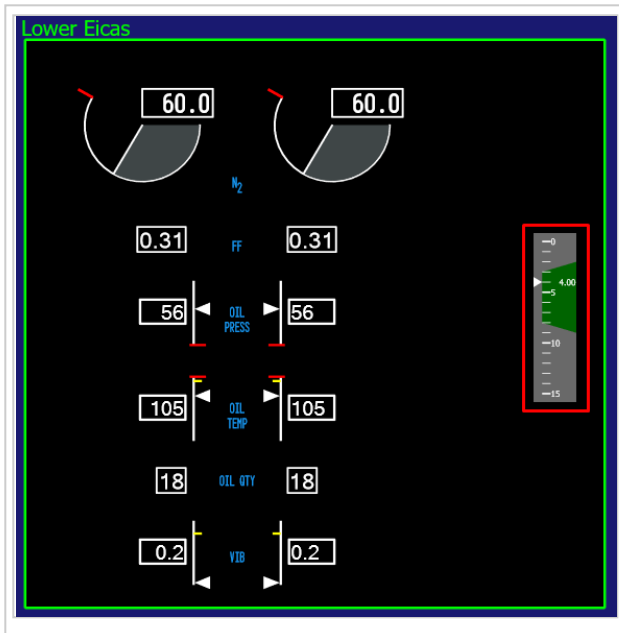 Lower Eicas
60.0 60.0
N2
0.31 FF 0.31
0
4.00
5
56 OIL PRESS 56
10
105 OIL TEMP 105
15
18 OIL QTY 18
0.2 VIB 0.2